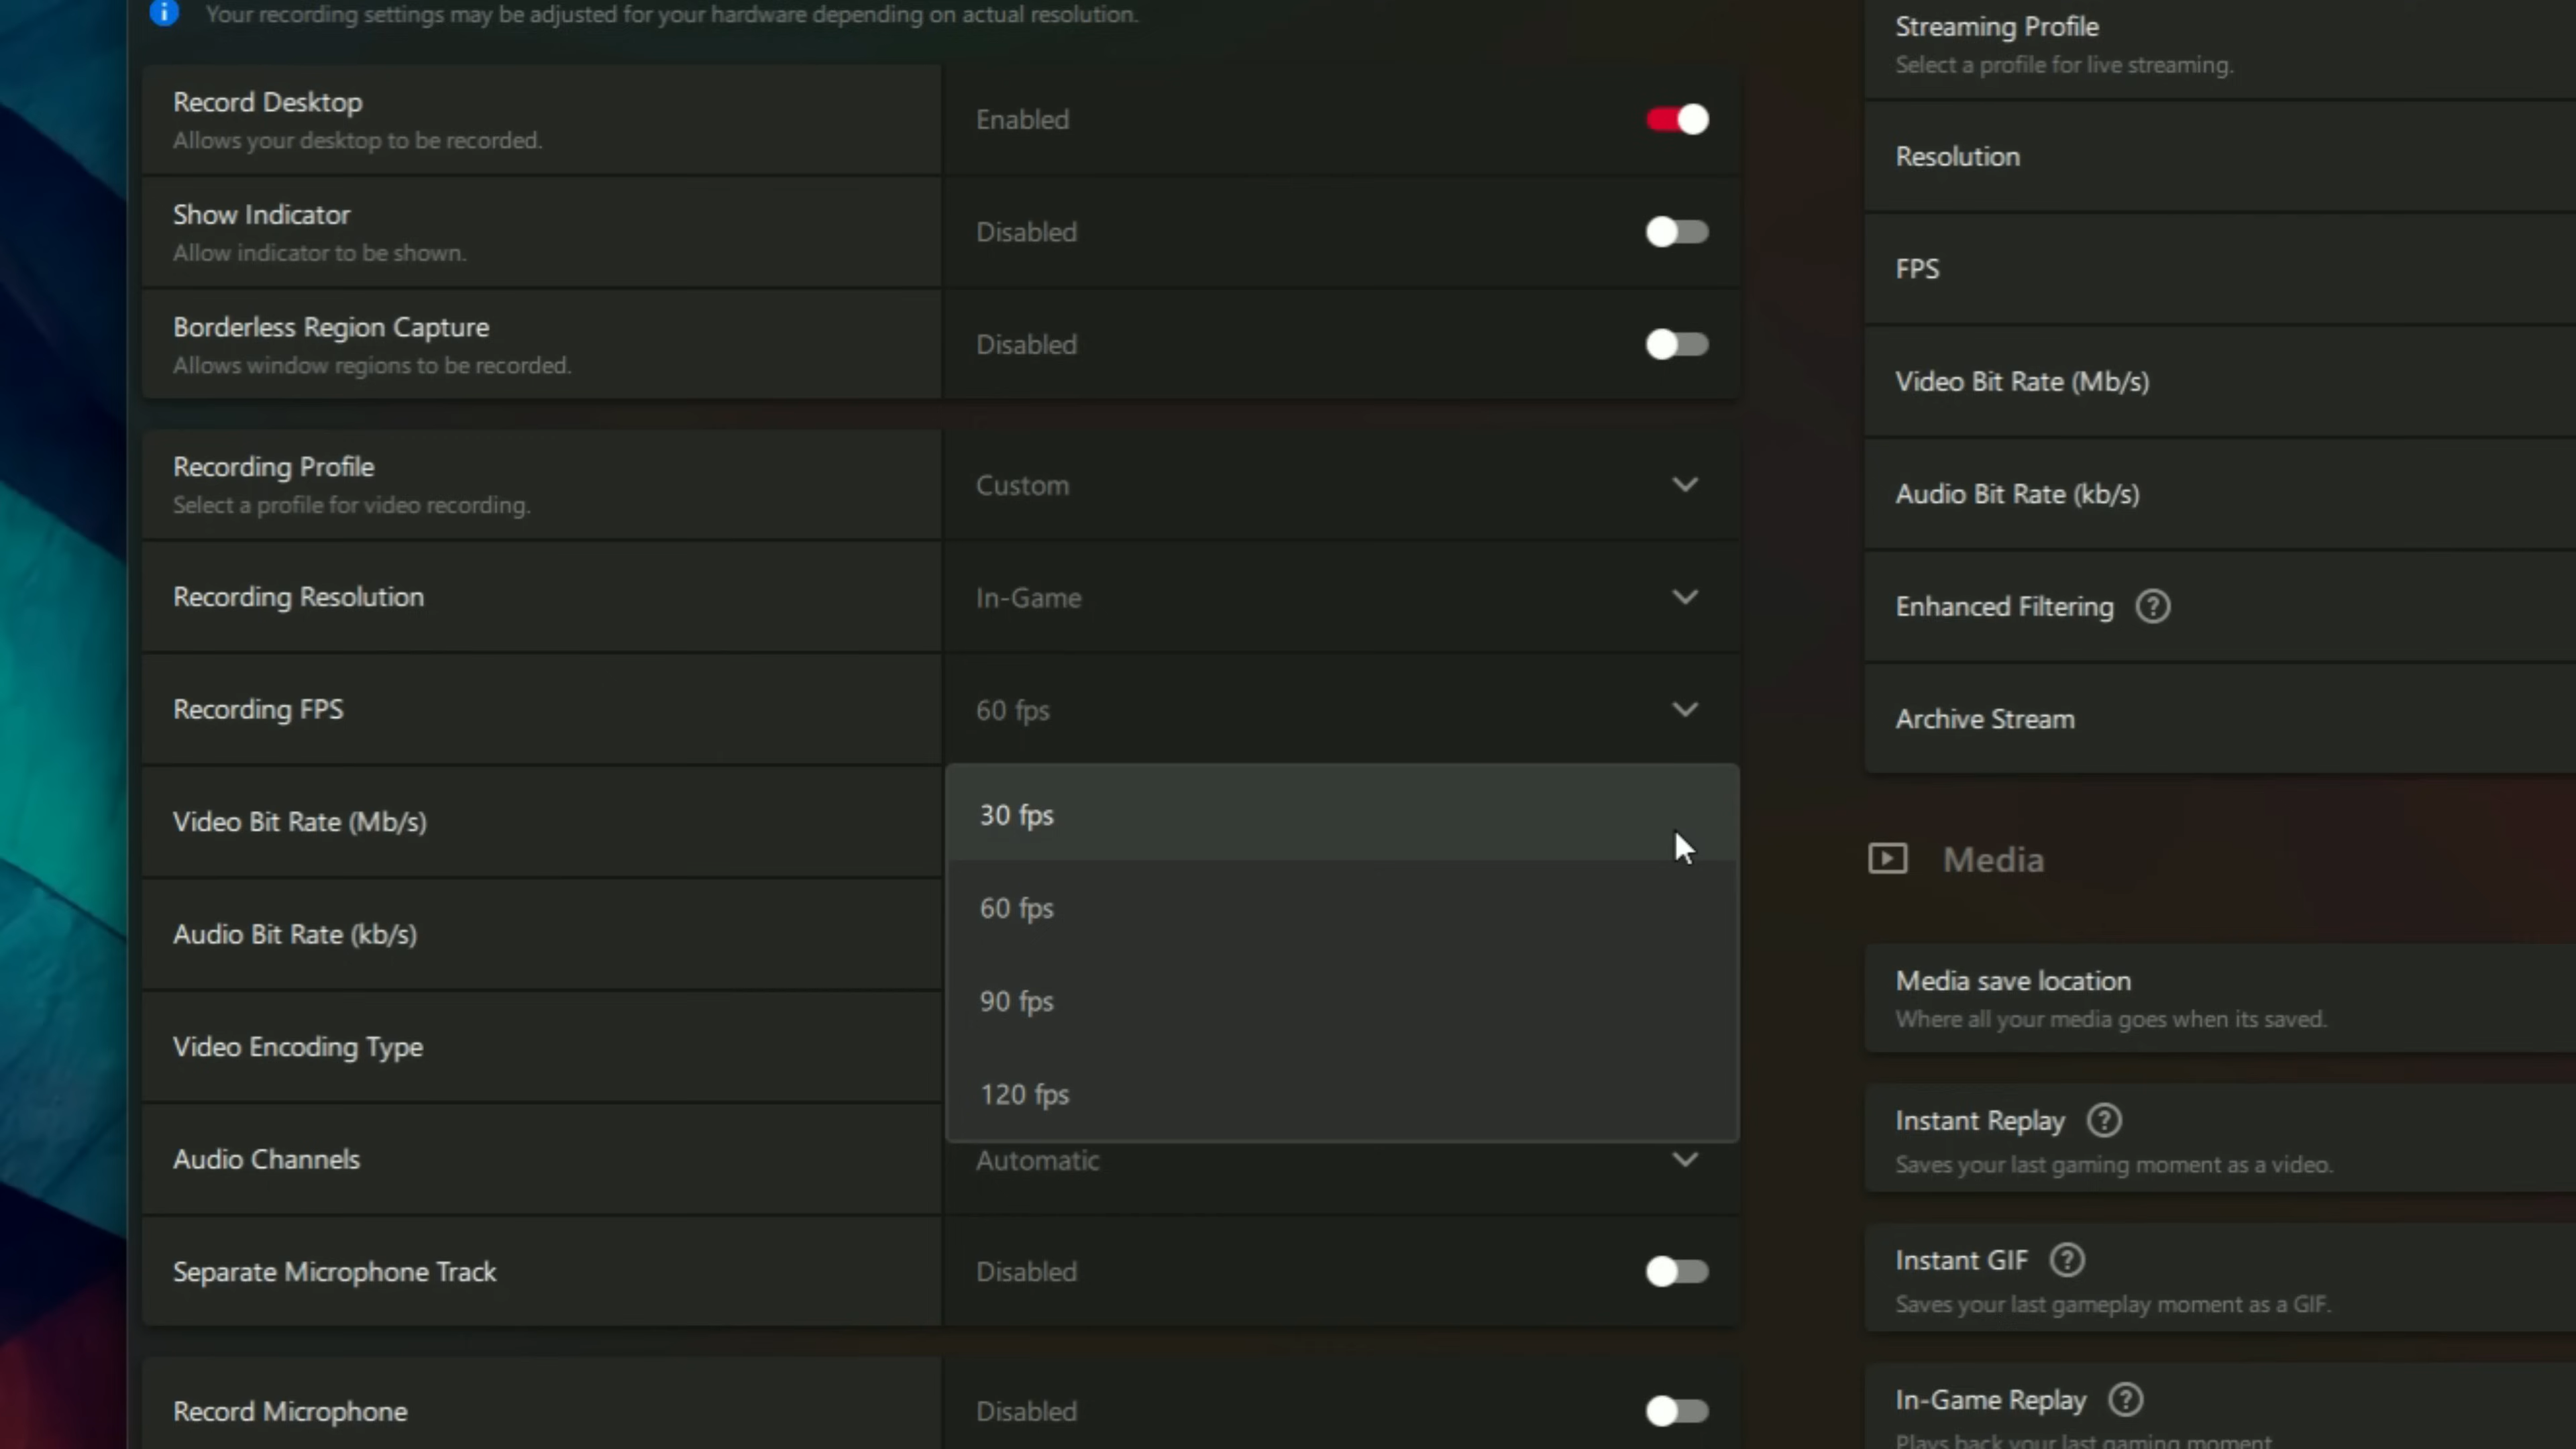 Your recording settings may be adjusted for your hardware depending on actual resolution.
Record Desktop
Allows your desktop to be recorded.
Enabled
Show Indicator
Allow indicator to be shown.
Disabled
Borderless Region Capture
Allows window regions to be recorded.
Disabled
Recording Profile
Select a profile for video recording.
Custom
Recording Resolution
In-Game
Recording FPS
60 fps
30 fps
60 fps
90 fps
120 fps
Video Bit Rate (Mb/s)
Audio Bit Rate (kb/s)
Video Encoding Type
Audio Channels
Automatic
Separate Microphone Track
Disabled
Record Microphone
Disabled
Streaming Profile
Select a profile for live streaming.
Resolution
FPS
Video Bit Rate (Mb/s)
Audio Bit Rate (kb/s)
Enhanced Filtering
Archive Stream
Media
Media save location
Where all your media goes when its saved.
Instant Replay
Saves your last gaming moment as a video.
Instant GIF
Saves your last gameplay moment as a GIF.
In-Game Replay
Plays back your last gaming moment